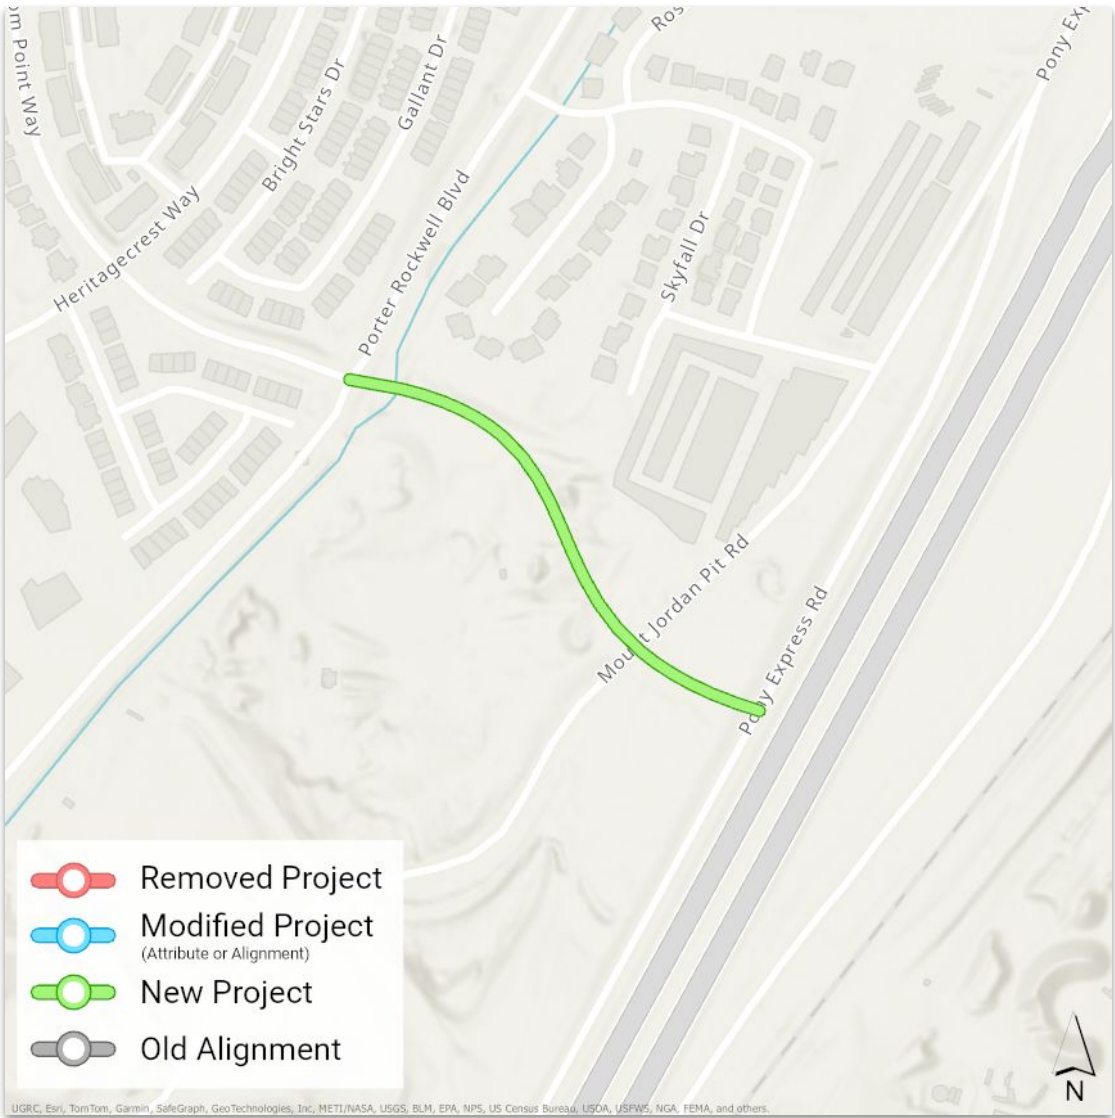 om Point Way
Bright Stars Dr
Gallant Dr
Ros
Pony Exp
Heritagecrest Way
Porter Rockwell Blvd
Skyfall Dr
Mount Jordan Pit Rd
Pony Express Rd
Removed Project
Modified Project
(Attribute or Alignment)
New Project
Old Alignment
N
UGRC, Esri, TomTom, Garmin, SafeGraph, GeoTechnologies, Inc, METI/NASA, USGS, BLM, EPA, NPS, US Census Bureau, USDA, USFWS, NGA, FEMA, and others.